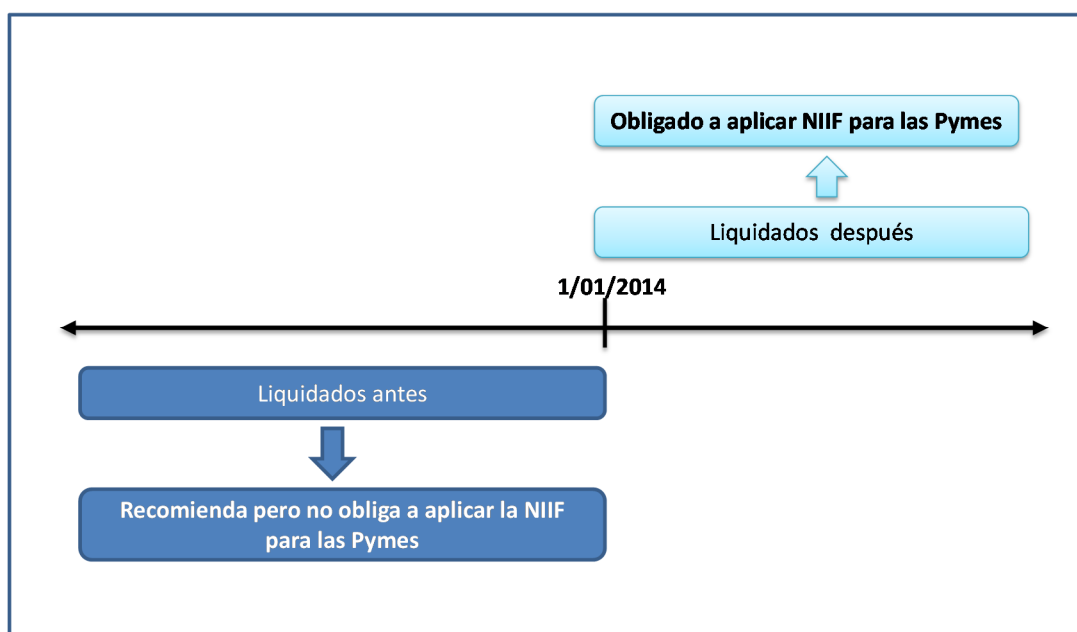 Obligado a aplicar NIIF para las Pymes
Liquidados después
1/01/2014
Liquidados antes
Recomienda pero no obliga a aplicar la NIIF
para las Pymes